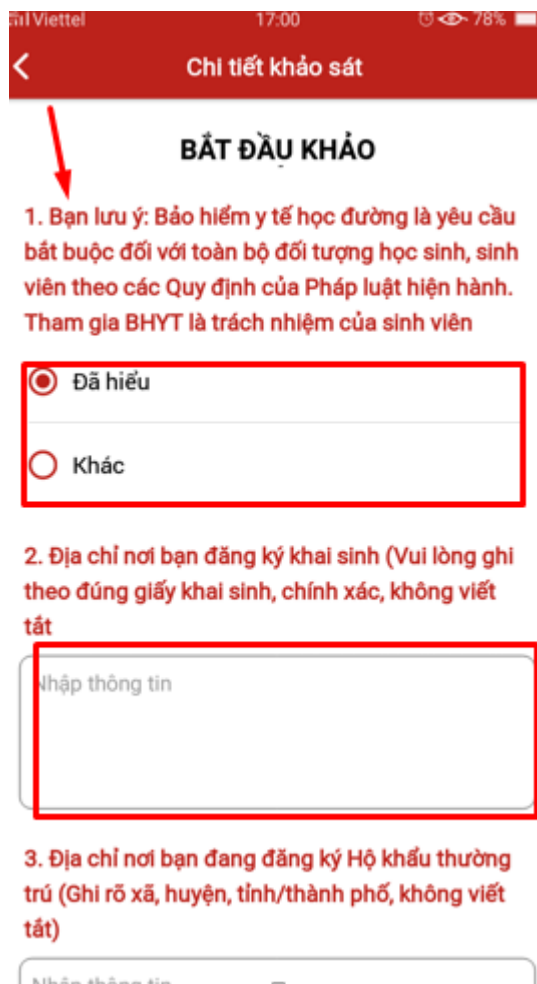 Viettel 17:00 78%
Chi tiết khảo sát
BẮT ĐẦU KHẢO
1. Bạn lưu ý: Bảo hiểm y tế học đường là yêu cầu
bắt buộc đối với toàn bộ đối tượng học sinh, sinh
viên theo các Quy định của Pháp luật hiện hành.
Tham gia BHYT là trách nhiệm của sinh viên
Đã hiểu
Khác
2. Địa chỉ nơi bạn đăng ký khai sinh (Vui lòng ghi
theo đúng giấy khai sinh, chính xác, không viết
tắt
Nhập thông tin
3. Địa chỉ nơi bạn đang đăng ký Hộ khẩu thường
trú (Ghi rõ xã, huyện, tỉnh/thành phố, không viết
tắt)
Nhập thông tin